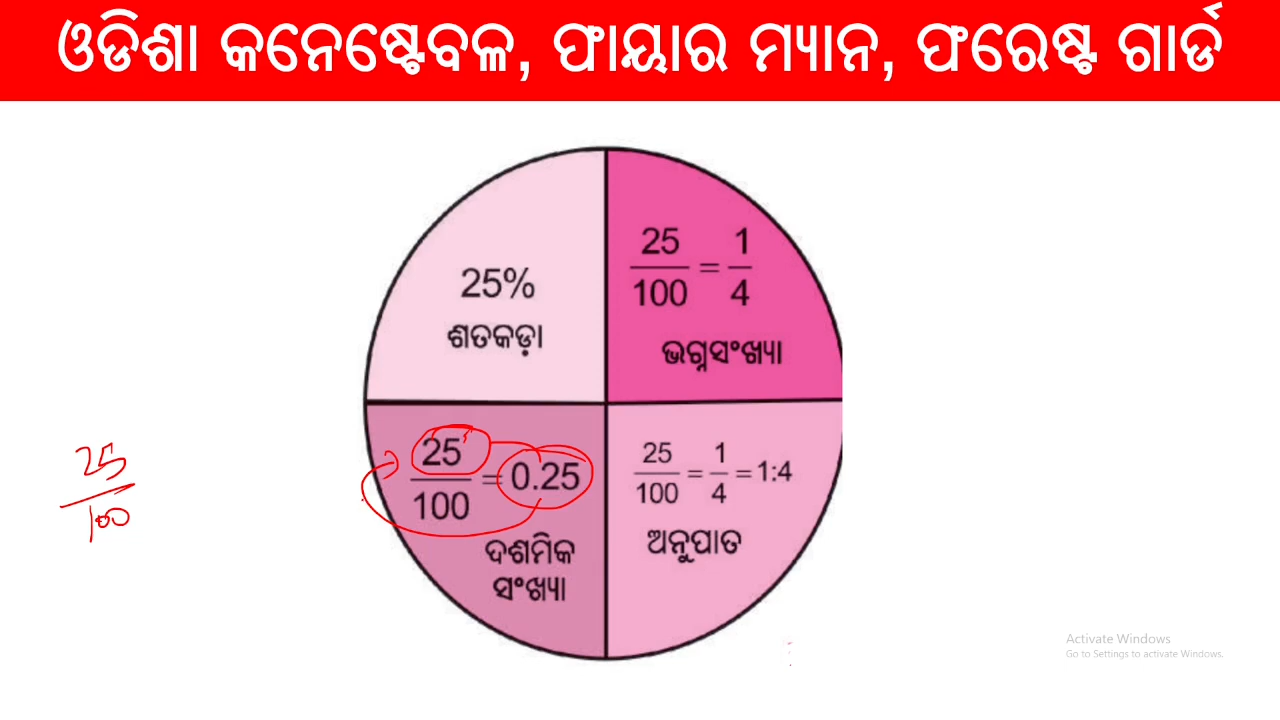 ଓଡିଶା କନେଷ୍ଟେବଳ, ଫାୟାର ମ୍ୟାନ, ଫରେଷ୍ଟ ଗାର୍ଡ
25%
ଶତକଡ଼ା
25/100 = 1/4
ଭଗ୍ନସଂଖ୍ୟା
25/100 = 0.25
ଦଶମିକ
ସଂଖ୍ୟା
25/100 = 1/4 = 1:4
ଅନୁପାତ
25/100
Activate Windows
Go to Settings to activate Windows.